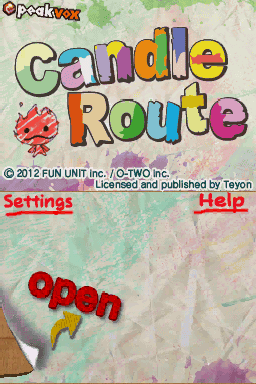 peakvox
Candle
Route
© 2012 FUN UNIT Inc. / O-TWO inc.
Licensed and published by Teyon
Settings
Help
open